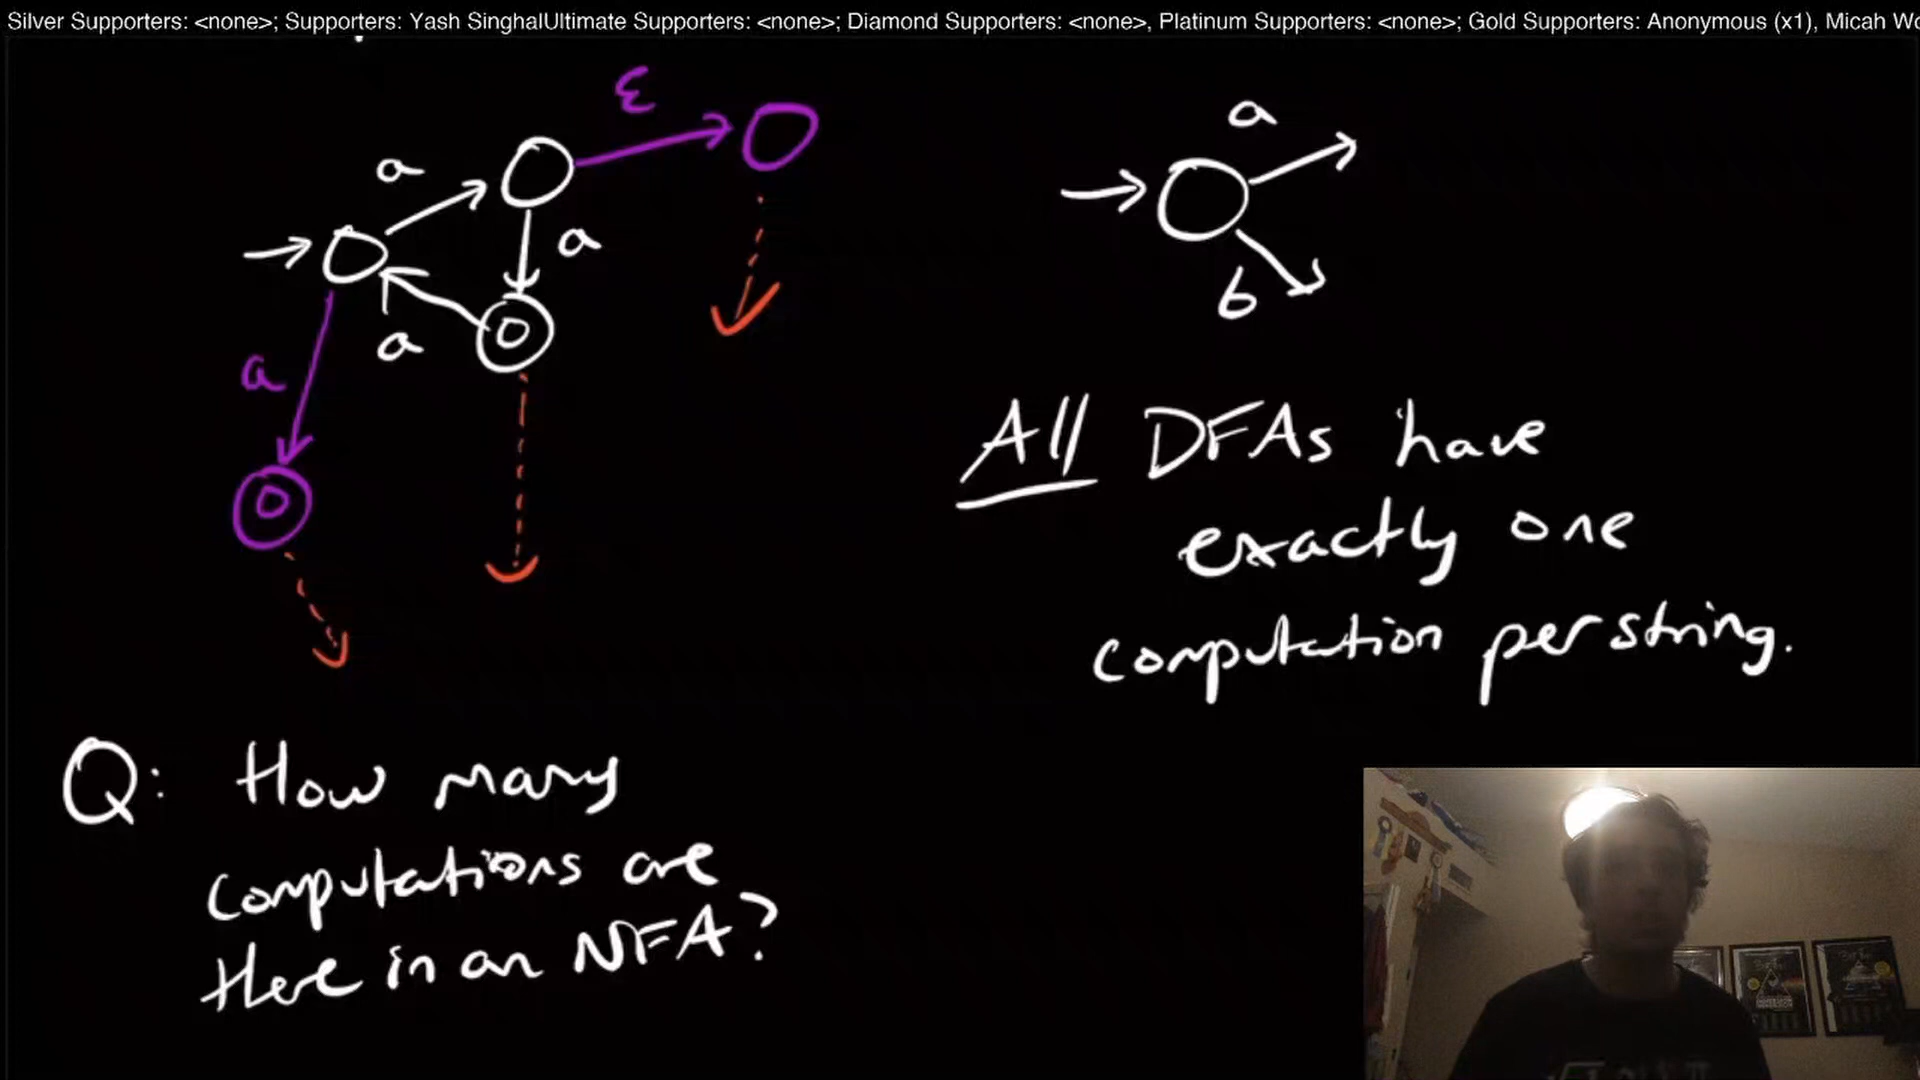 Silver Supporters: <none>; Supporters: Yash SinghalUltimate Supporters: <none>; Diamond Supporters: <none>, Platinum Supporters: <none>; Gold Supporters: Anonymous (x1), Micah
ε
a
a
a
a
a
b
All DFAs have
exactly one
computation per string.
Q: How many
computations are
there in an NFA?